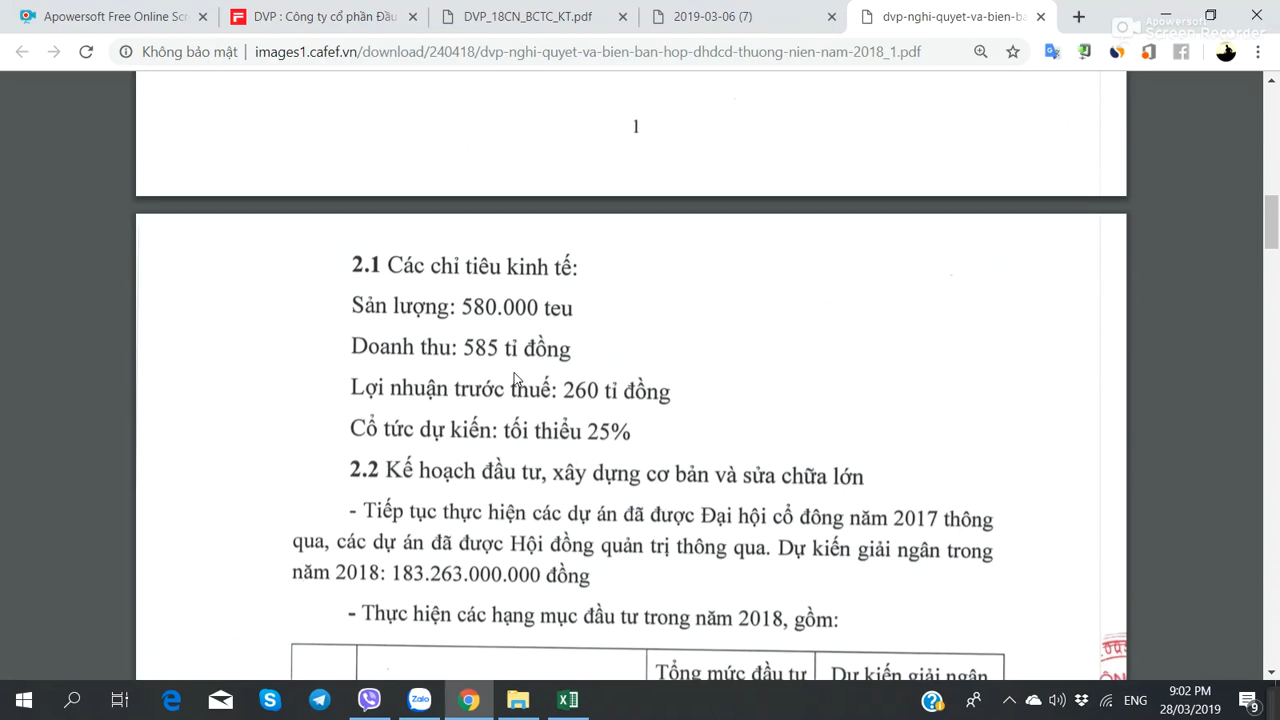 Apowersoft Free Online Scr
DVP : Công ty cổ phần Đầu
DVP_18CN_BCTC_KT.pdf
2019-03-06 (7)
dvp-nghi-quyet-va-bien-ba
Apowersoft
Screen Recorder
Không bảo mật | images1.cafef.vn/download/240418/dvp-nghi-quyet-va-bien-ban-hop-dhdcd-thuong-nien-nam-2018_1.pdf
1
2.1 Các chỉ tiêu kinh tế:
Sản lượng: 580.000 teu
Doanh thu: 585 tỉ đồng
Lợi nhuận trước thuế: 260 tỉ đồng
Cổ tức dự kiến: tối thiểu 25%
2.2 Kế hoạch đầu tư, xây dựng cơ bản và sửa chữa lớn
- Tiếp tục thực hiện các dự án đã được Đại hội cổ đông năm 2017 thông
qua, các dự án đã được Hội đồng quản trị thông qua. Dự kiến giải ngân trong
năm 2018: 183.263.000.000 đồng
- Thực hiện các hạng mục đầu tư trong năm 2018, gồm:
Tổng mức đầu tư
Dự kiến giải ngân
Zalo
ENG
9:02 PM
28/03/2019
9